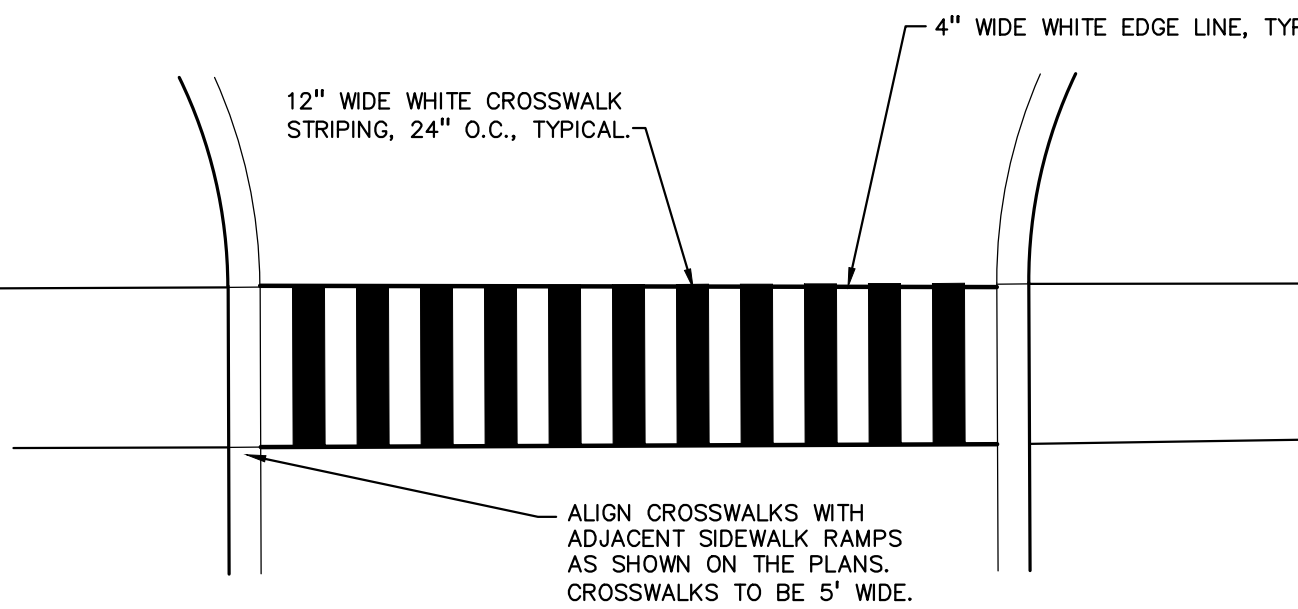 4" WIDE WHITE EDGE LINE, TYP
12" WIDE WHITE CROSSWALK
STRIPING, 24" O.C., TYPICAL.
ALIGN CROSSWALKS WITH
ADJACENT SIDEWALK RAMPS
AS SHOWN ON THE PLANS.
CROSSWALKS TO BE 5' WIDE.